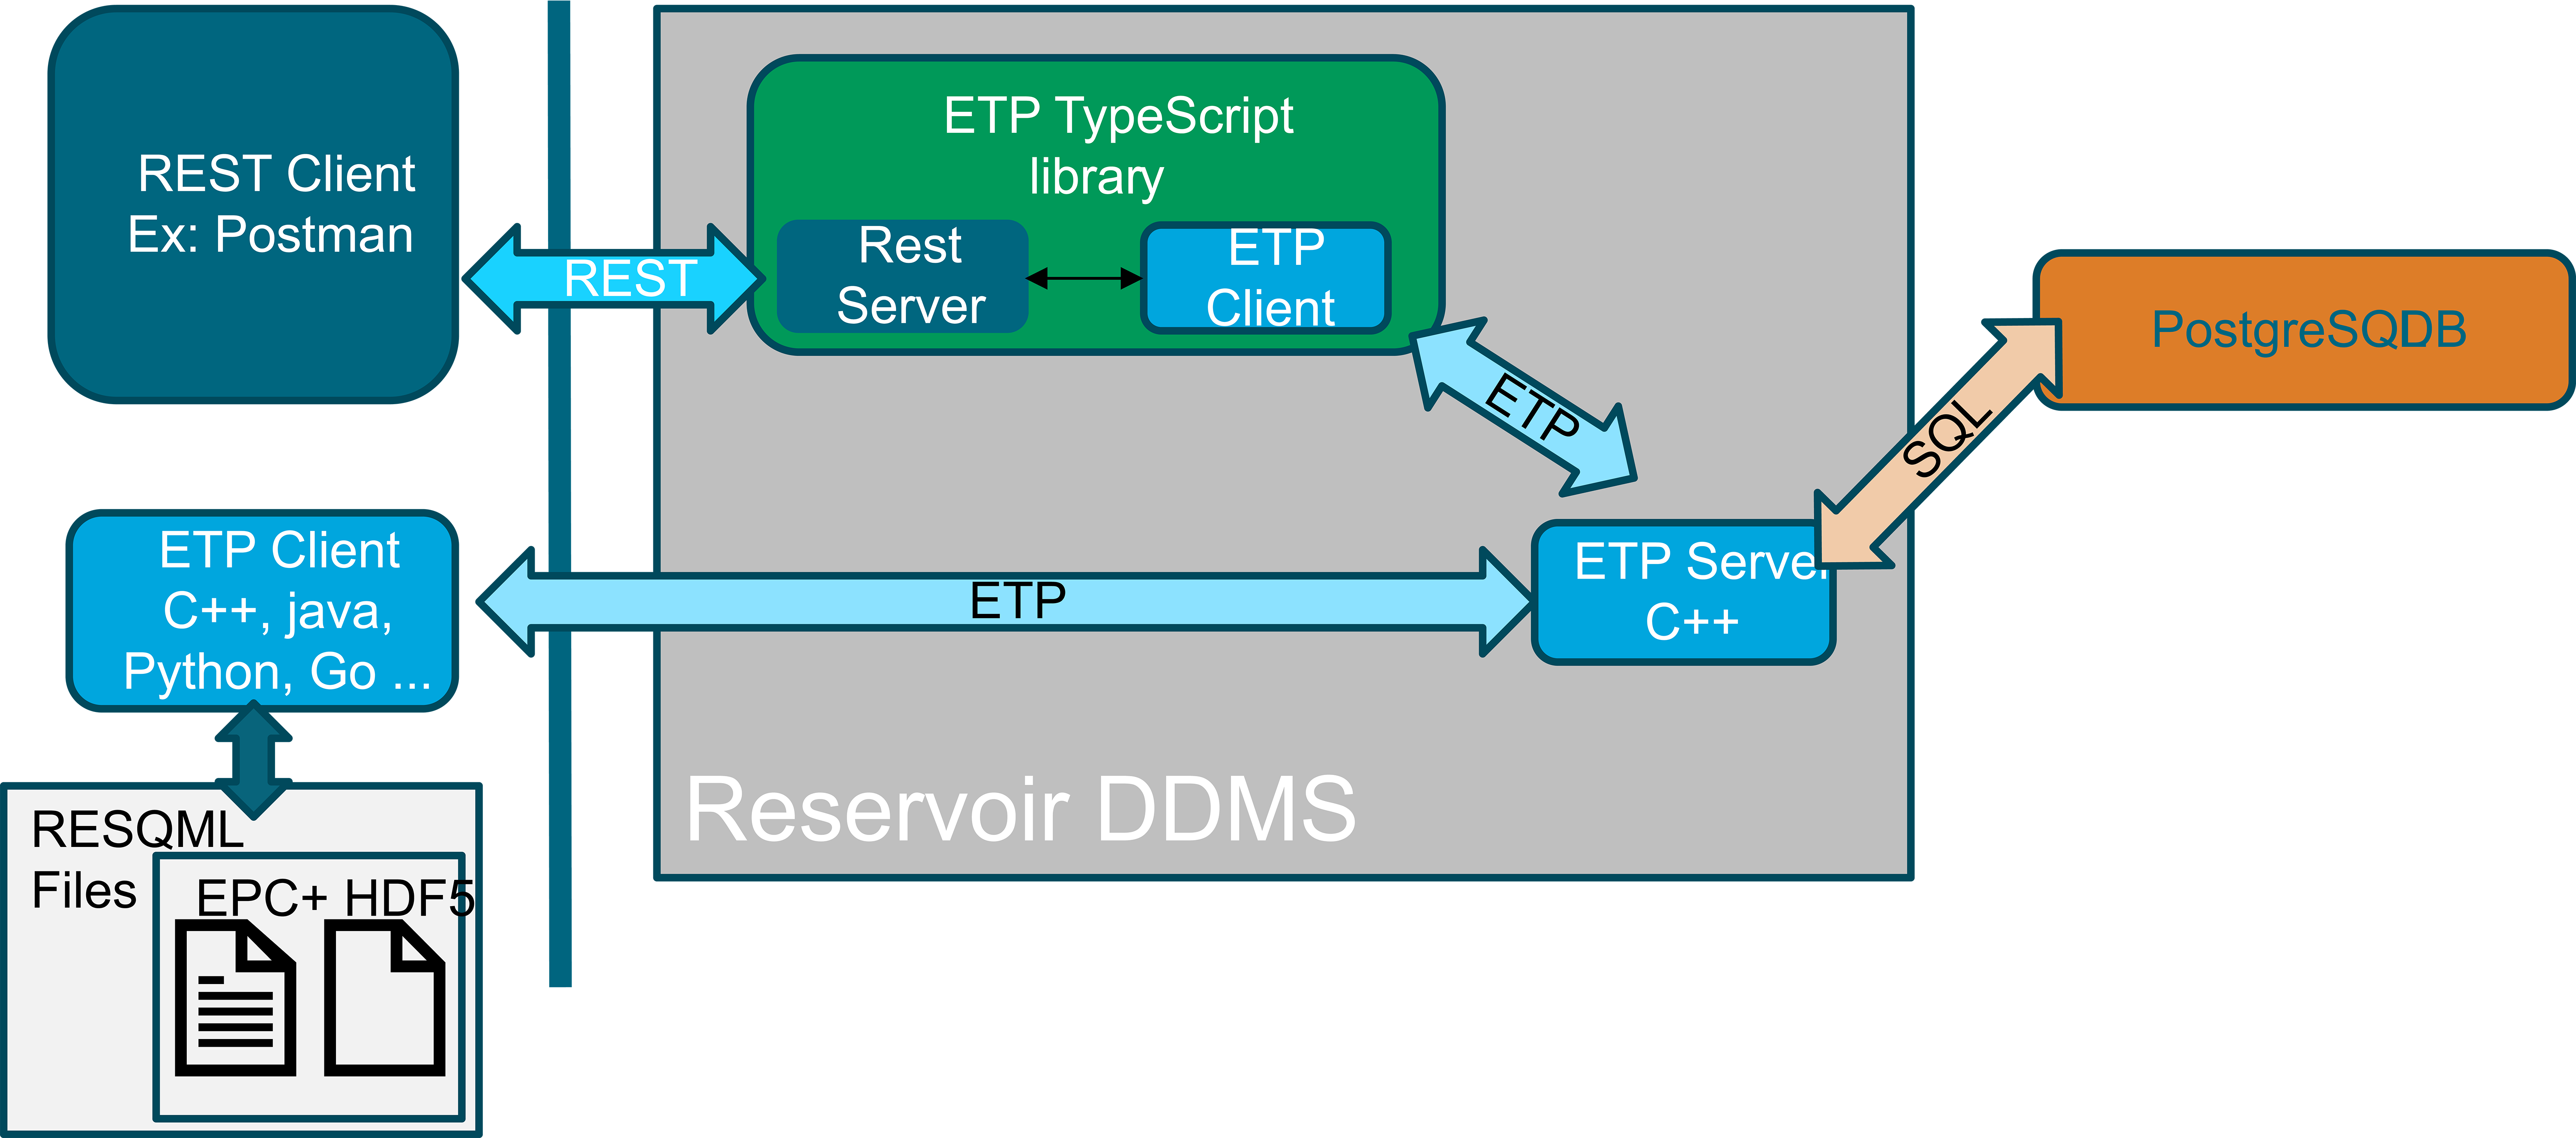 REST Client
Ex: Postman
REST
ETP TypeScript
library
Rest
Server
ETP
Client
ETP
SQL
PostgreSQDB
ETP Client
C++, java,
Python, Go ...
ETP
ETP Server
C++
Reservoir DDMS
RESQML
Files
EPC+ HDF5